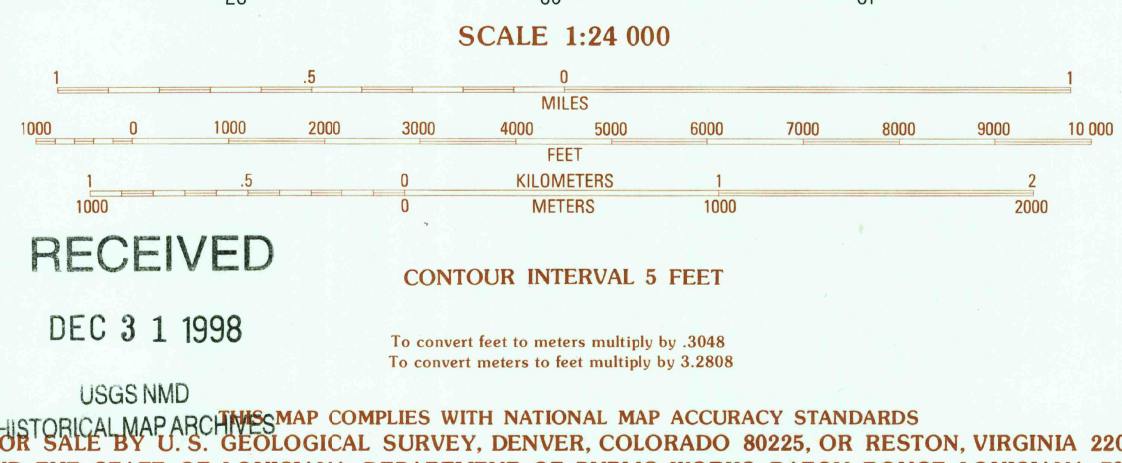 SCALE 1:24 000
1 .5 0 1
MILES
1000 0 1000 2000 3000 4000 5000 6000 7000 8000 9000 10 000
FEET
1 .5 0 KILOMETERS 1 2
1000 0 METERS 1000 2000
RECEIVED
CONTOUR INTERVAL 5 FEET
DEC 3 1 1998
To convert feet to meters multiply by .3048
To convert meters to feet multiply by 3.2808
USGS NMD
HISTORICAL MAP ARCHIVES
THIS MAP COMPLIES WITH NATIONAL MAP ACCURACY STANDARDS
SALE BY U. S. GEOLOGICAL SURVEY, DENVER, COLORADO 80225, OR RESTON, VIRGINIA